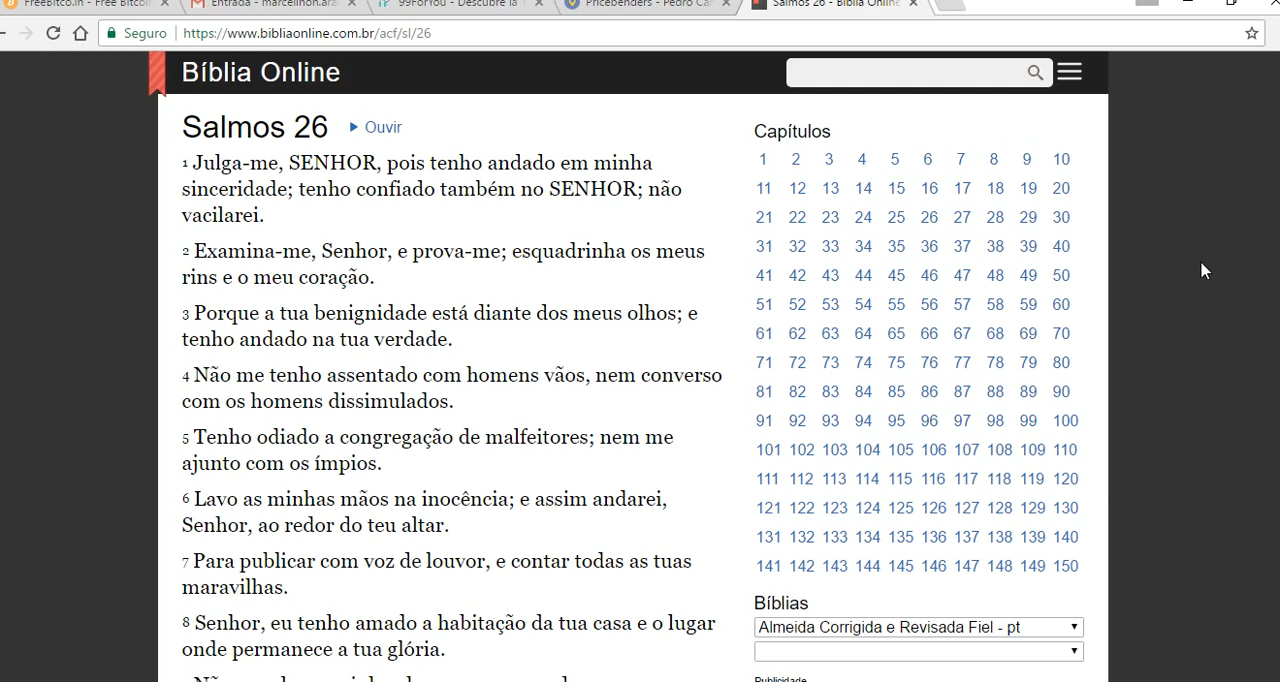 FreeBitco.in - Free Bitcoi
Entrada - marcelinon.ara
99ForYou - Descubre la
Pricebenders - Pedro Ca
Salmos 26 - Bíblia Online
Seguro
https://www.bibliaonline.com.br/acf/sl/26
Bíblia Online
Salmos 26
Ouvir
1 Julga-me, SENHOR, pois tenho andado em minha
sinceridade; tenho confiado também no SENHOR; não
vacilarei.
2 Examina-me, Senhor, e prova-me; esquadrinha os meus
rins e o meu coração.
3 Porque a tua benignidade está diante dos meus olhos; e
tenho andado na tua verdade.
4 Não me tenho assentado com homens vãos, nem converso
com os homens dissimulados.
5 Tenho odiado a congregação de malfeitores; nem me
ajunto com os ímpios.
6 Lavo as minhas mãos na inocência; e assim andarei,
Senhor, ao redor do teu altar.
7 Para publicar com voz de louvor, e contar todas as tuas
maravilhas.
8 Senhor, eu tenho amado a habitação da tua casa e o lugar
onde permanece a tua glória.
Capítulos
1 2 3 4 5 6 7 8 9 10
11 12 13 14 15 16 17 18 19 20
21 22 23 24 25 26 27 28 29 30
31 32 33 34 35 36 37 38 39 40
41 42 43 44 45 46 47 48 49 50
51 52 53 54 55 56 57 58 59 60
61 62 63 64 65 66 67 68 69 70
71 72 73 74 75 76 77 78 79 80
81 82 83 84 85 86 87 88 89 90
91 92 93 94 95 96 97 98 99 100
101 102 103 104 105 106 107 108 109 110
111 112 113 114 115 116 117 118 119 120
121 122 123 124 125 126 127 128 129 130
131 132 133 134 135 136 137 138 139 140
141 142 143 144 145 146 147 148 149 150
Bíblias
Almeida Corrigida e Revisada Fiel - pt
Publicidade